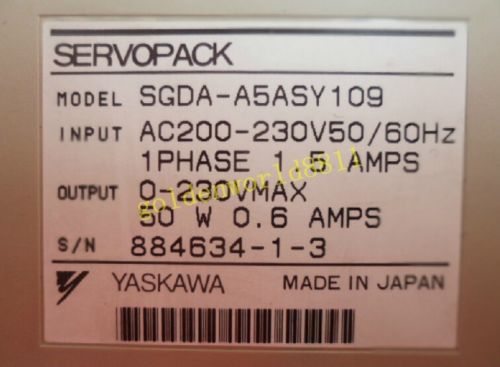 SERVOPACK
MODEL SGDA-A5ASY109
INPUT AC200-230V50/60Hz
1PHASE 1.5 AMPS
OUTPUT 0-230VMAX
50 W 0.6 AMPS
S/N 884634-1-3
YASKAWA MADE IN JAPAN
goldenworld8811